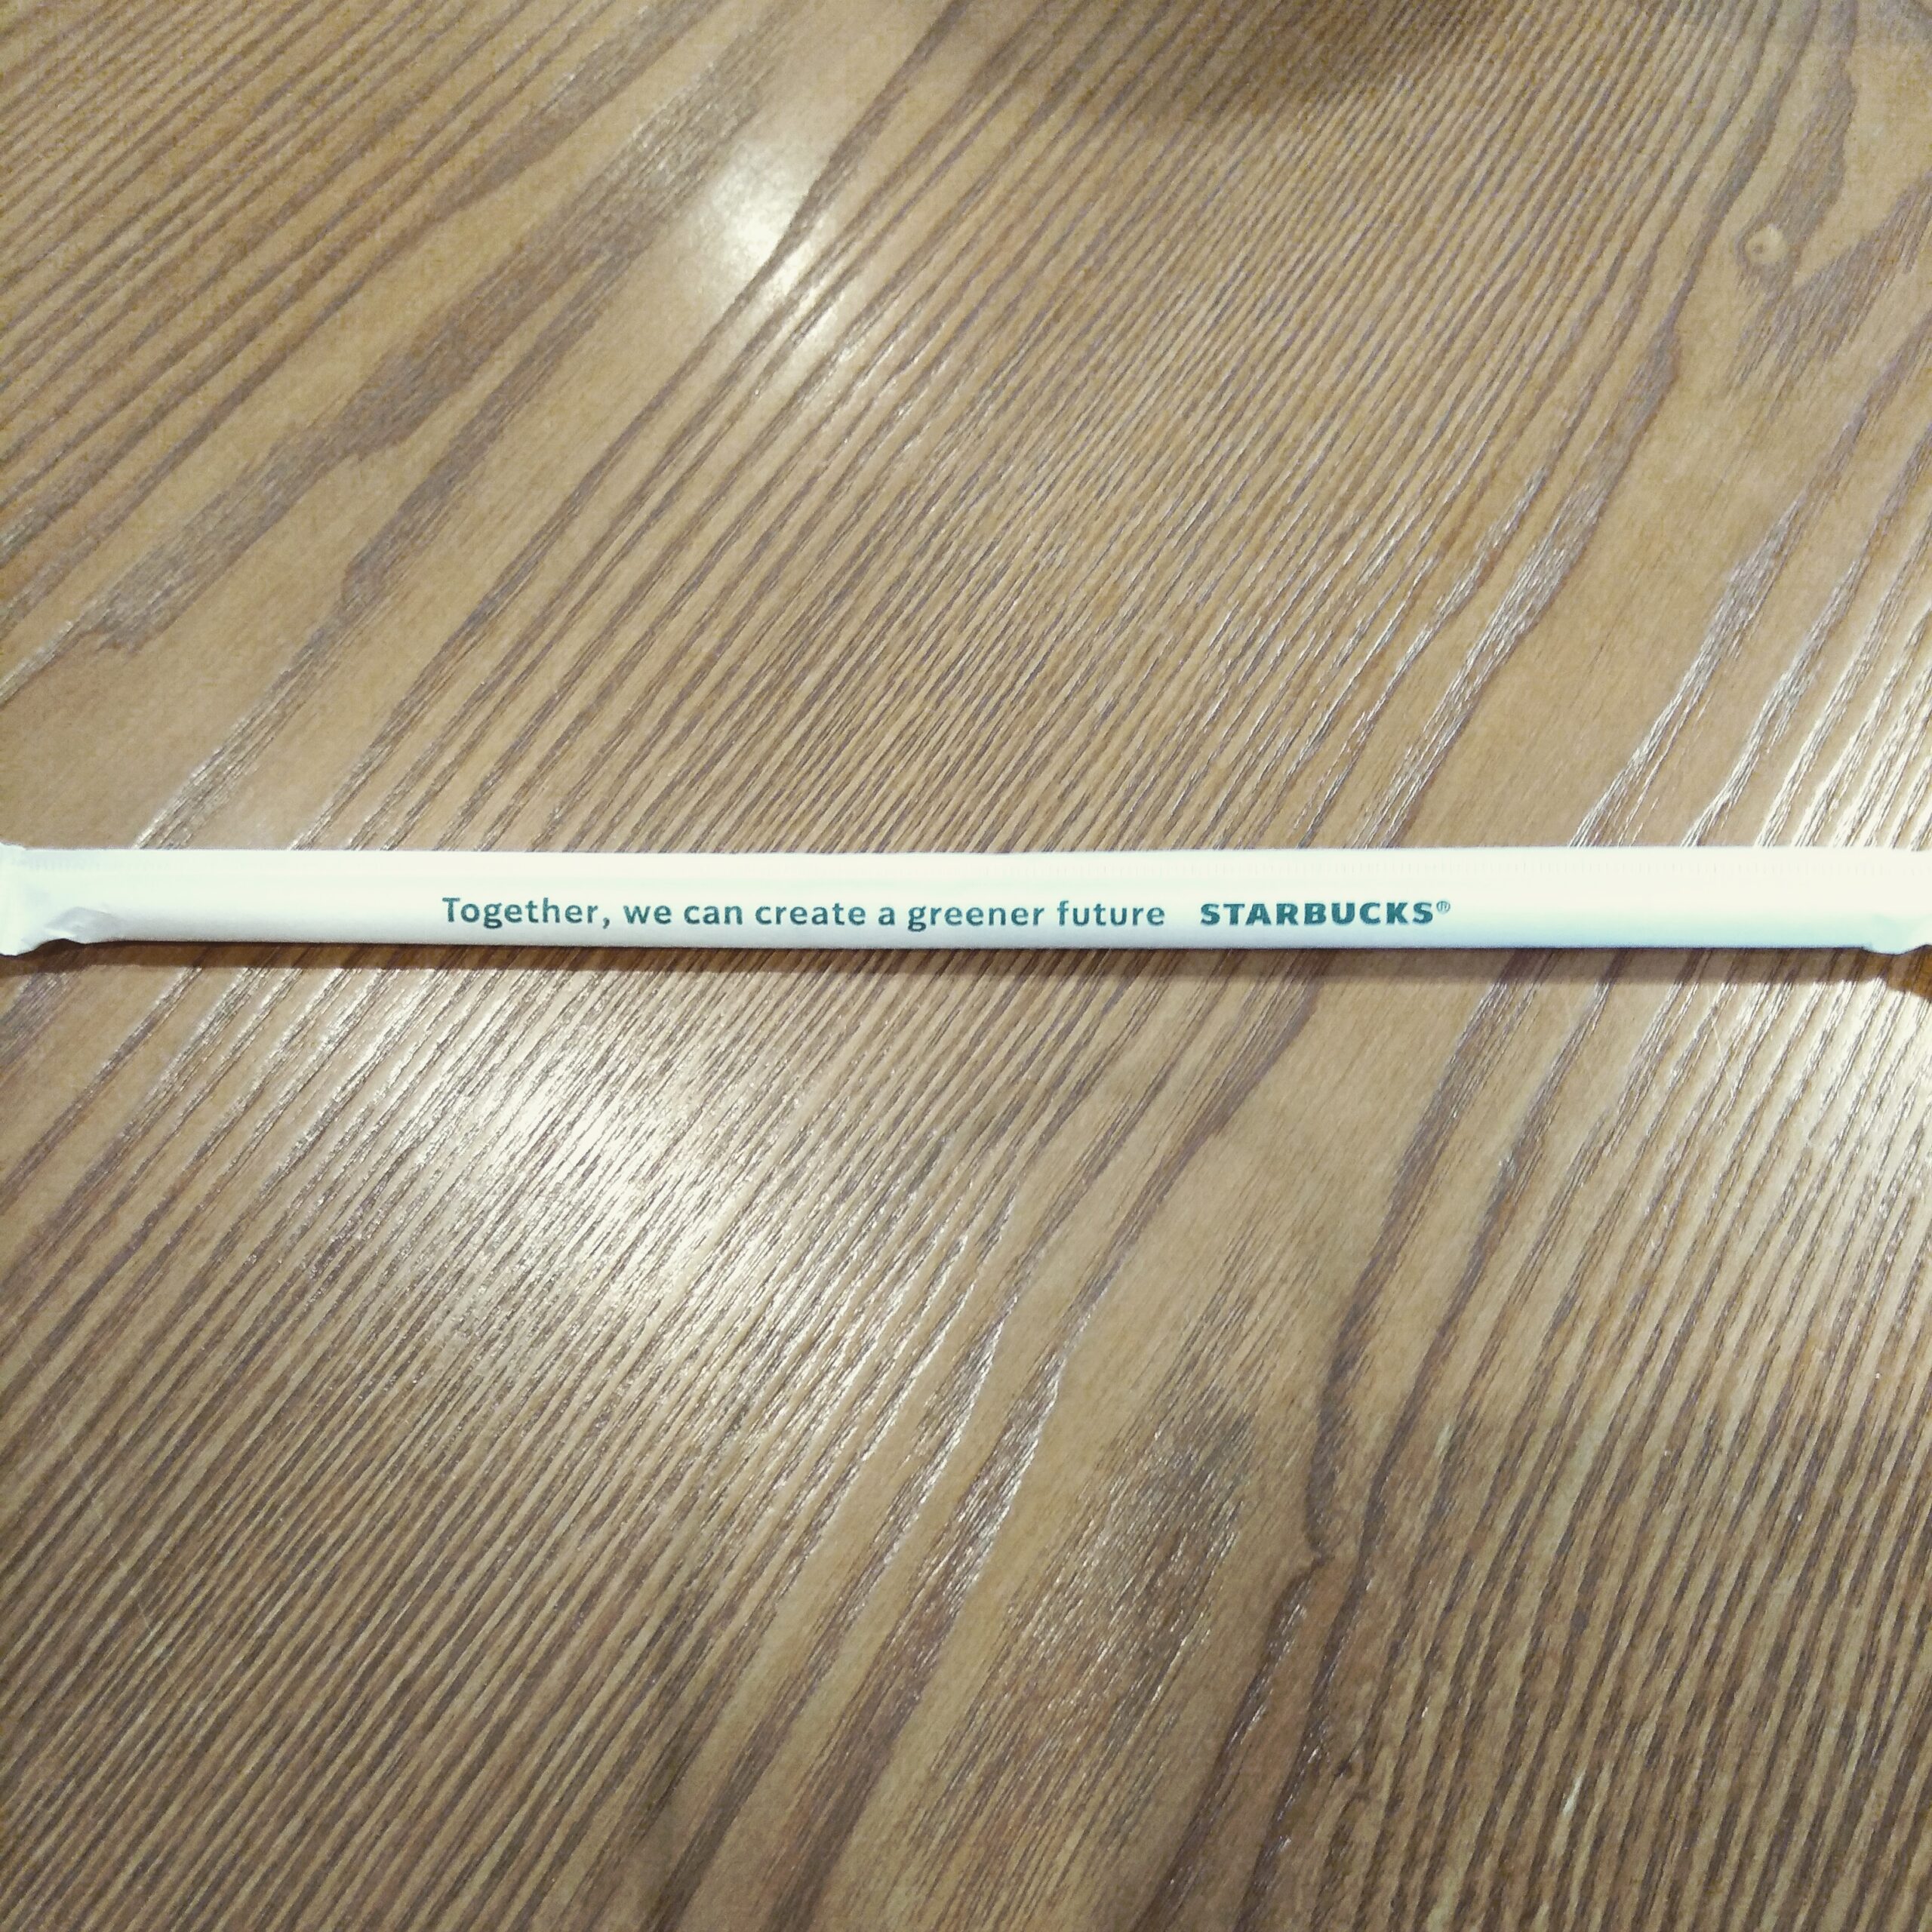 Together, we can create a greener future STARBUCKS®